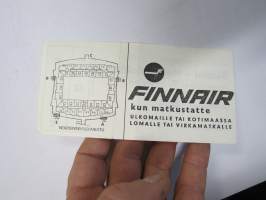 FINNAIR
kun matkustatte
ULKOMAILLE TAI KOTIMAASSA
LOMALLE TAI VIRKAMATKALLE